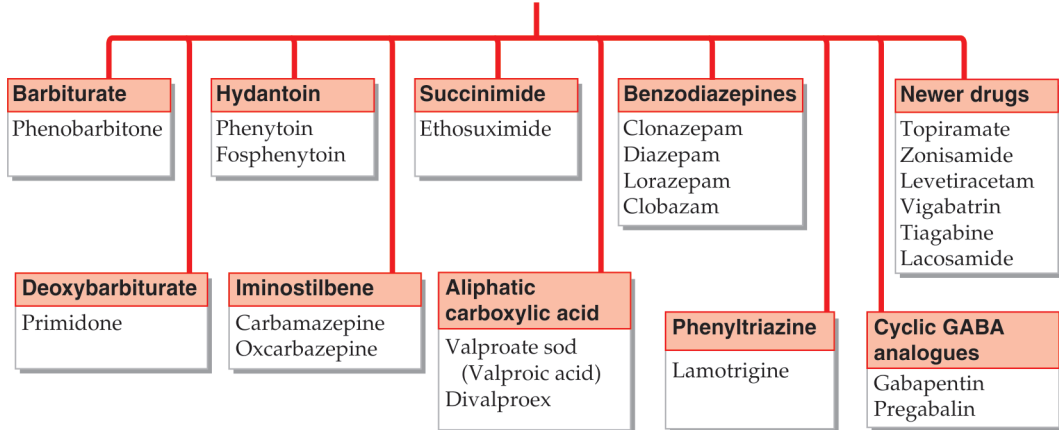 Barbiturate
Phenobarbitone
Hydantoin
Phenytoin
Fosphenytoin
Succinimide
Ethosuximide
Benzodiazepines
Clonazepam
Diazepam
Lorazepam
Clobazam
Newer drugs
Topiramate
Zonisamide
Levetiracetam
Vigabatrin
Tiagabine
Lacosamide
Deoxybarbiturate
Primidone
Iminostilbene
Carbamazepine
Oxcarbazepine
Aliphatic
carboxylic acid
Valproate sod
(Valproic acid)
Divalproex
Phenyltriazine
Lamotrigine
Cyclic GABA
analogues
Gabapentin
Pregabalin